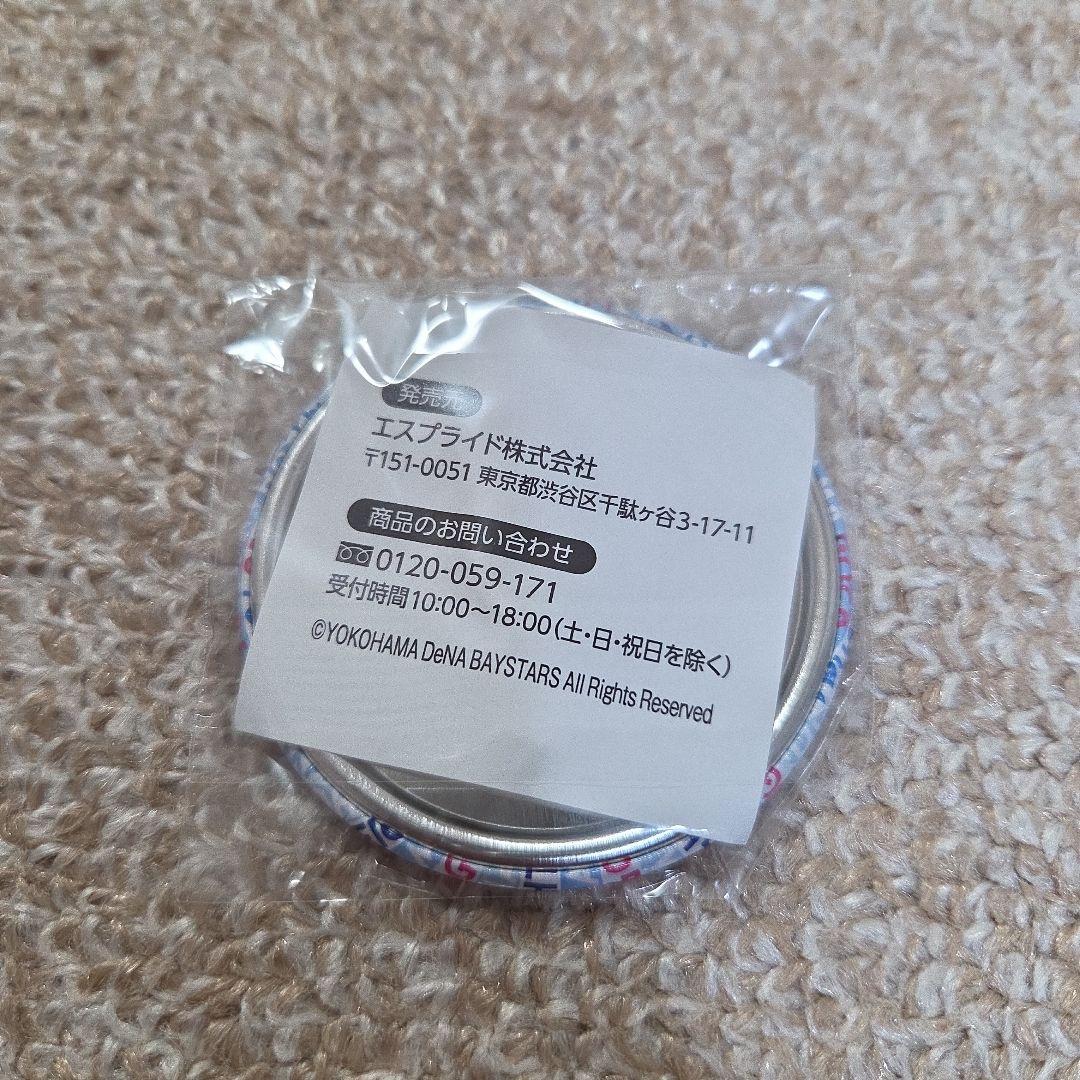 発売元
エスプライド株式会社
〒151-0051 東京都渋谷区千駄ヶ谷3-17-11
商品のお問い合わせ
0120-059-171
受付時間10:00〜18:00(土・日・祝日を除く)
©YOKOHAMA DeNA BAYSTARS All Rights Reserved